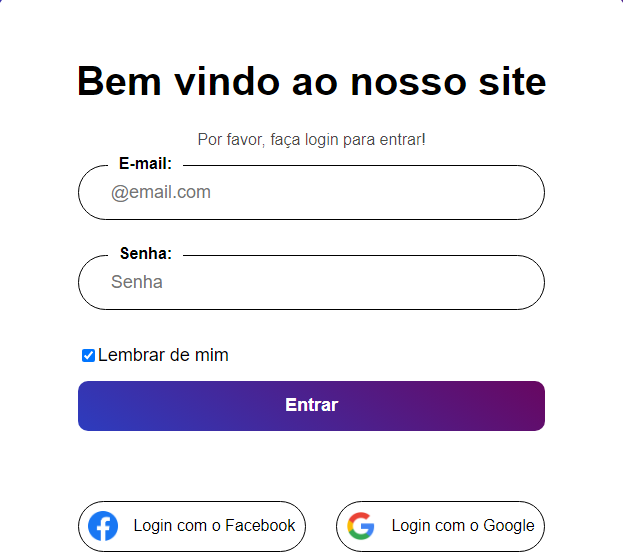 Bem vindo ao nosso site
Por favor, faça login para entrar!
E-mail:
@email.com
Senha:
Senha
Lembrar de mim
Entrar
Login com o Facebook
Login com o Google